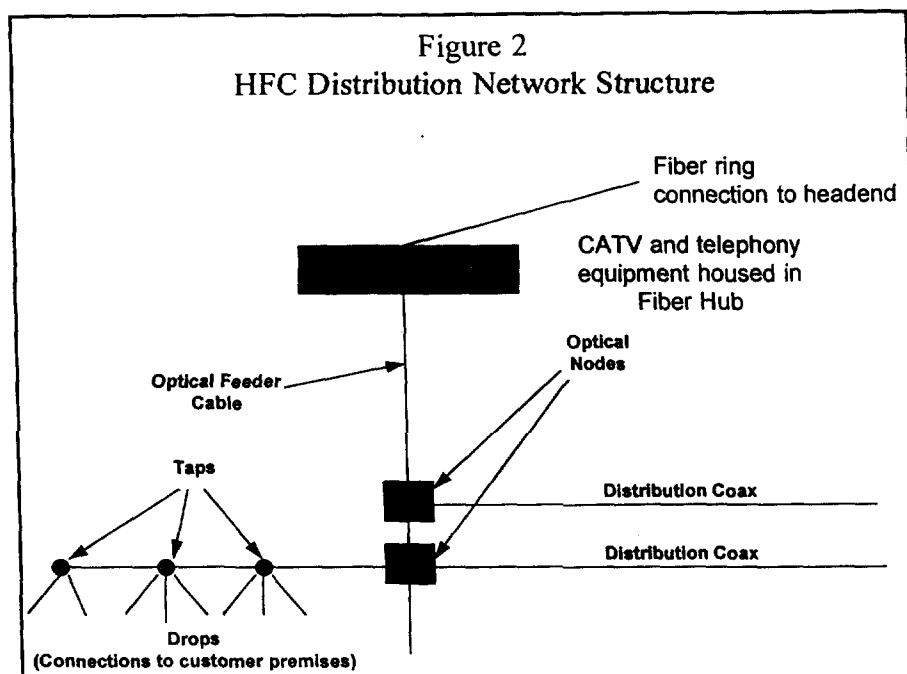 Figure 2
HFC Distribution Network Structure
Fiber ring
connection to headend
CATV and telephony
equipment housed in
Fiber Hub
Optical
Nodes
Optical Feeder
Cable
Taps
Distribution Coax
Distribution Coax
Drops
(Connections to customer premises)